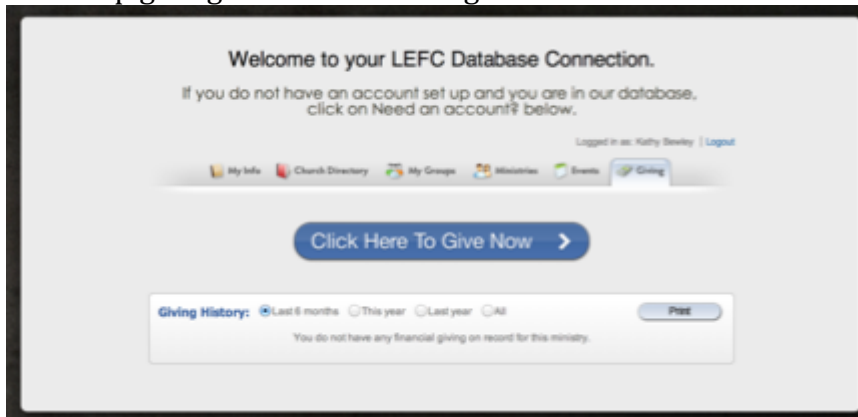 Welcome to your LEFC Database Connection.
If you do not have an account set up and you are in our database,
click on Need an account? below.
Logged in as: Kathy Bewley | Logout
My Info Church Directory My Groups Ministries Events Giving
Click Here To Give Now
Giving History: Last 6 months This year Last year All Print
You do not have any financial giving on record for this ministry.